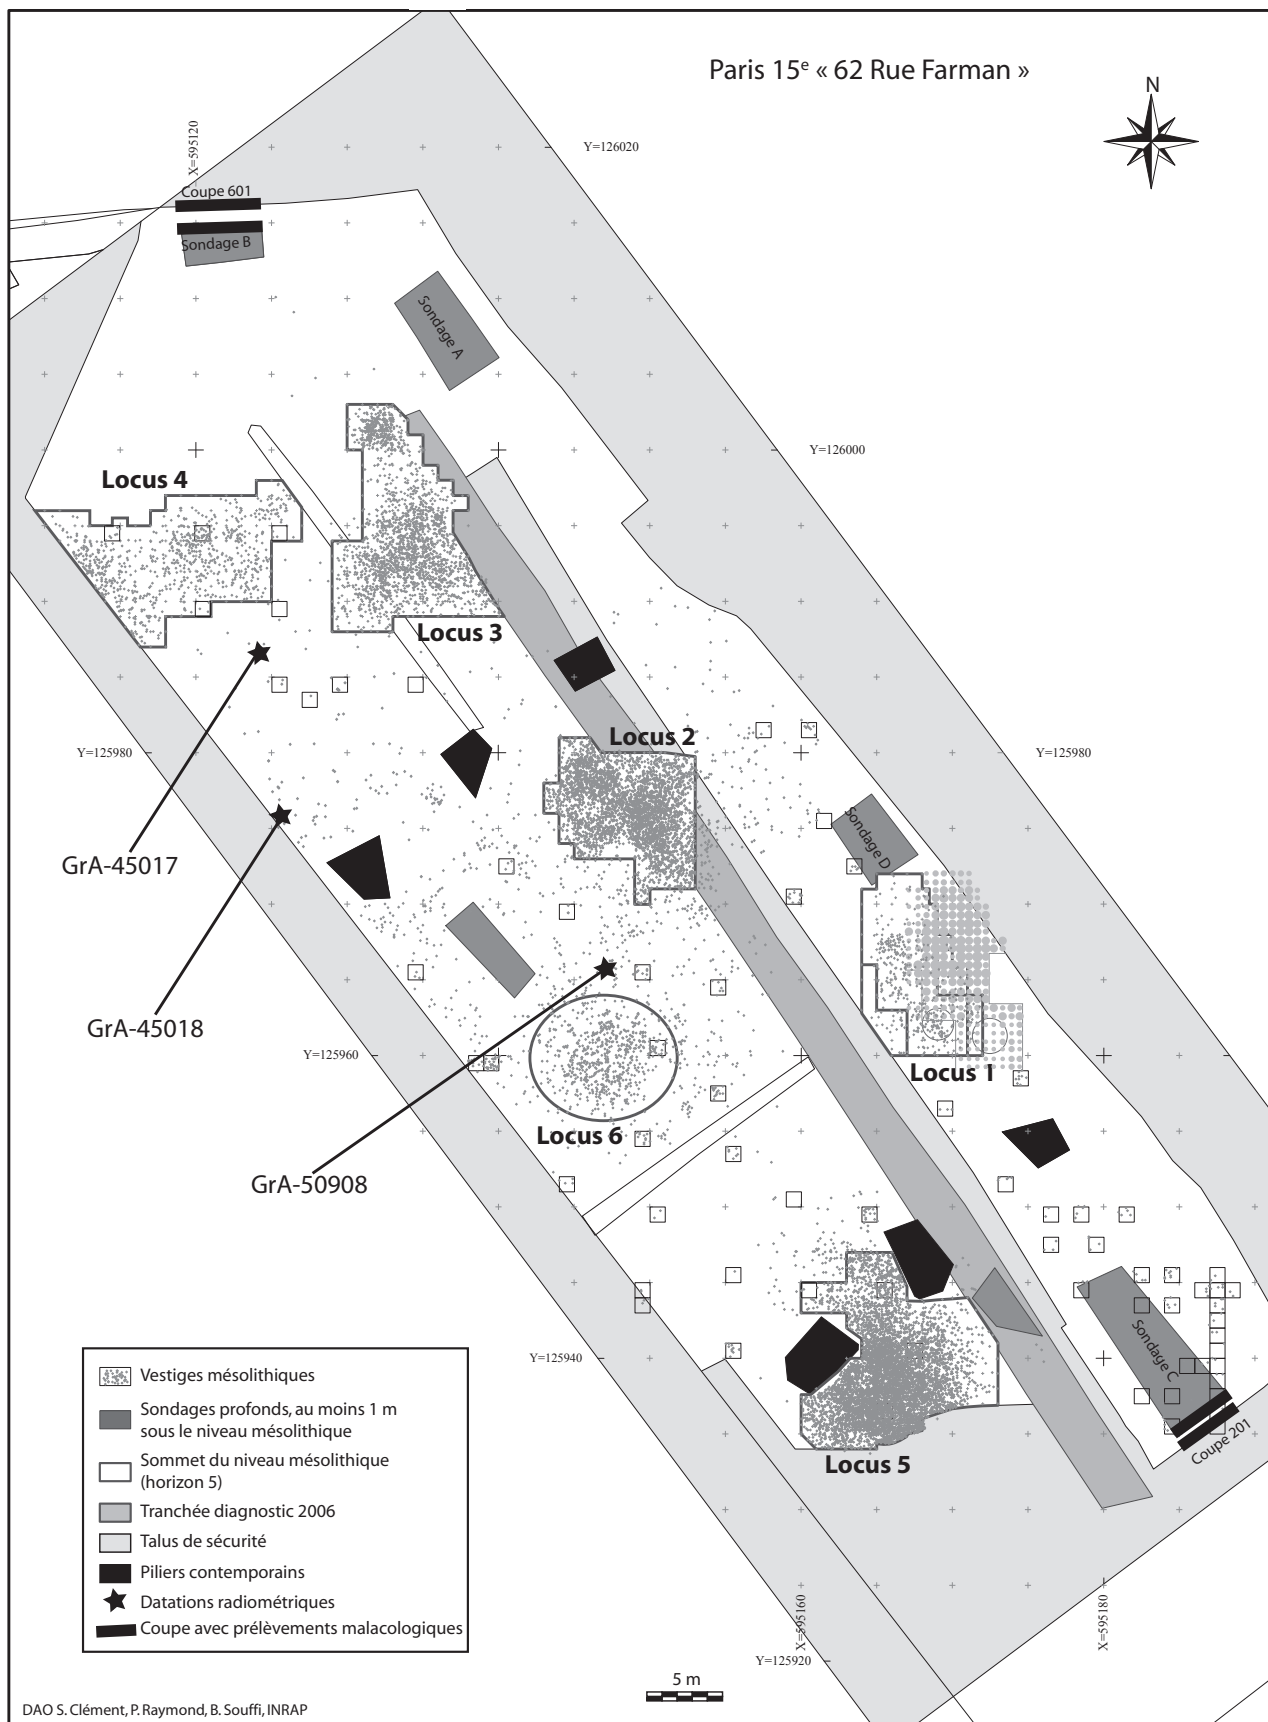 Paris 15e « 62 Rue Farman »
N
X=595120
Y=126020
Coupe 601
Sondage B
Sondage A
Y=126000
Locus 4
Locus 3
Locus 2
Y=125980
Y=125980
Sondage D
GrA-45017
GrA-45018
Y=125960
Locus 1
Locus 6
GrA-50908
Y=125940
Sondage C
Coupe 201
Locus 5
Vestiges mésolithiques
Sondages profonds, au moins 1 m
sous le niveau mésolithique
Sommet du niveau mésolithique
(horizon 5)
Tranchée diagnostic 2006
Talus de sécurité
Piliers contemporains
Datations radiométriques
Coupe avec prélèvements malacologiques
X=595160
X=595180
Y=125920
5 m
DAO S. Clément, P. Raymond, B. Souffi, INRAP